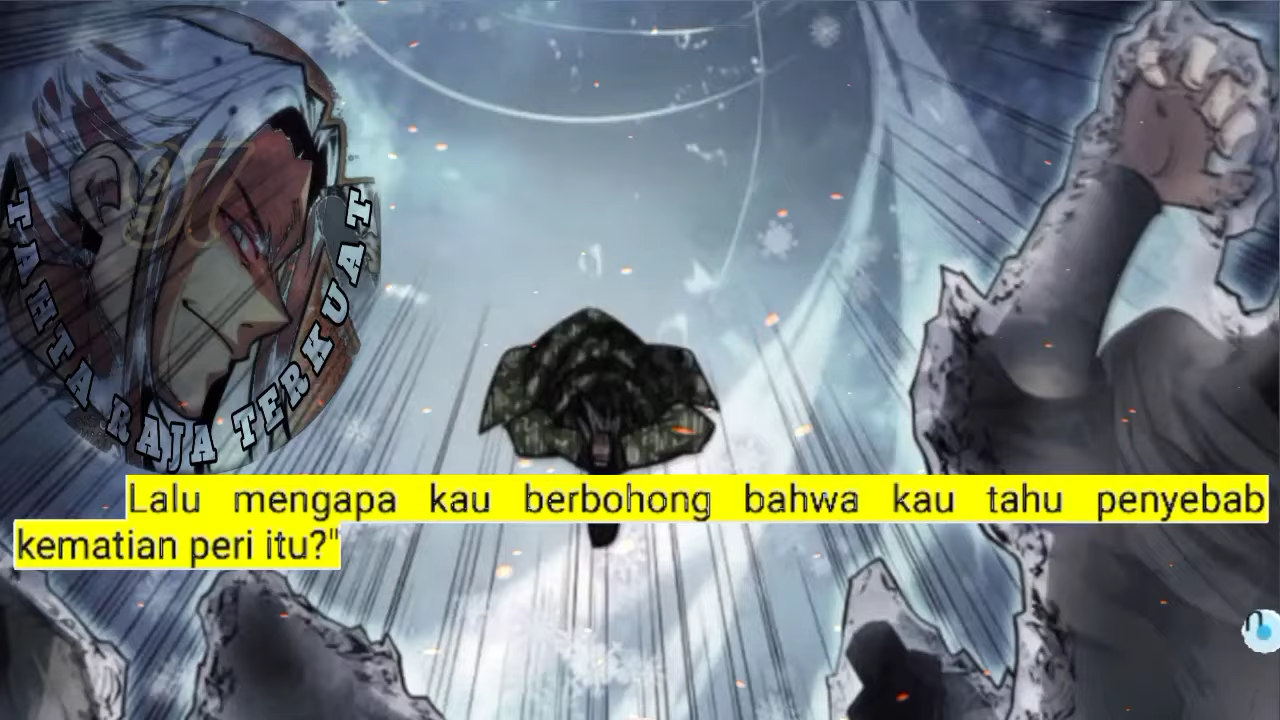 TAHTA RAJA TERKUAT
Lalu mengapa kau berbohong bahwa kau tahu penyebab
kematian peri itu?"